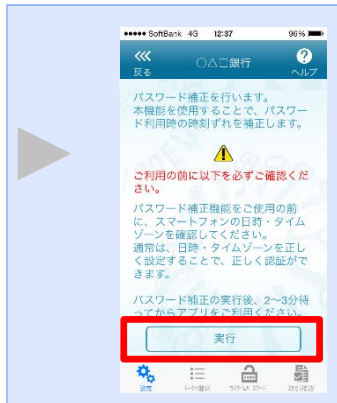 ●●●●● SoftBank 4G 12:37 96%
戻る
○△□銀行
ヘルプ
パスワード補正を行います。
本機能を使用することで、パスワー
ド利用時の時刻ずれを補正します。
ご利用の前に以下を必ずご確認くだ
さい。
パスワード補正機能をご使用の前
に、スマートフォンの日時・タイム
ゾーンを確認してください。
通常は、日時・タイムゾーンを正し
く設定することで、正しく認証がで
きます。
パスワード補正の実行後、2~3分待
ってからアプリをご利用ください。
実行
設定